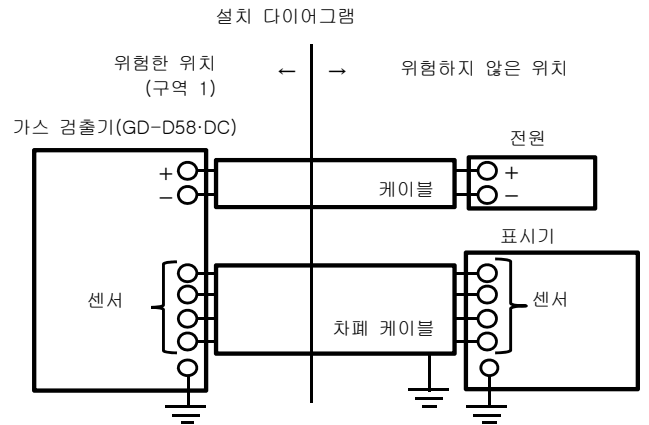 설치 다이어그램
위험한 위치
(구역 1)
← →
위험하지 않은 위치
가스 검출기(GD-D58·DC)
전원
+
−
케이블
+
−
표시기
센서
차폐 케이블
센서